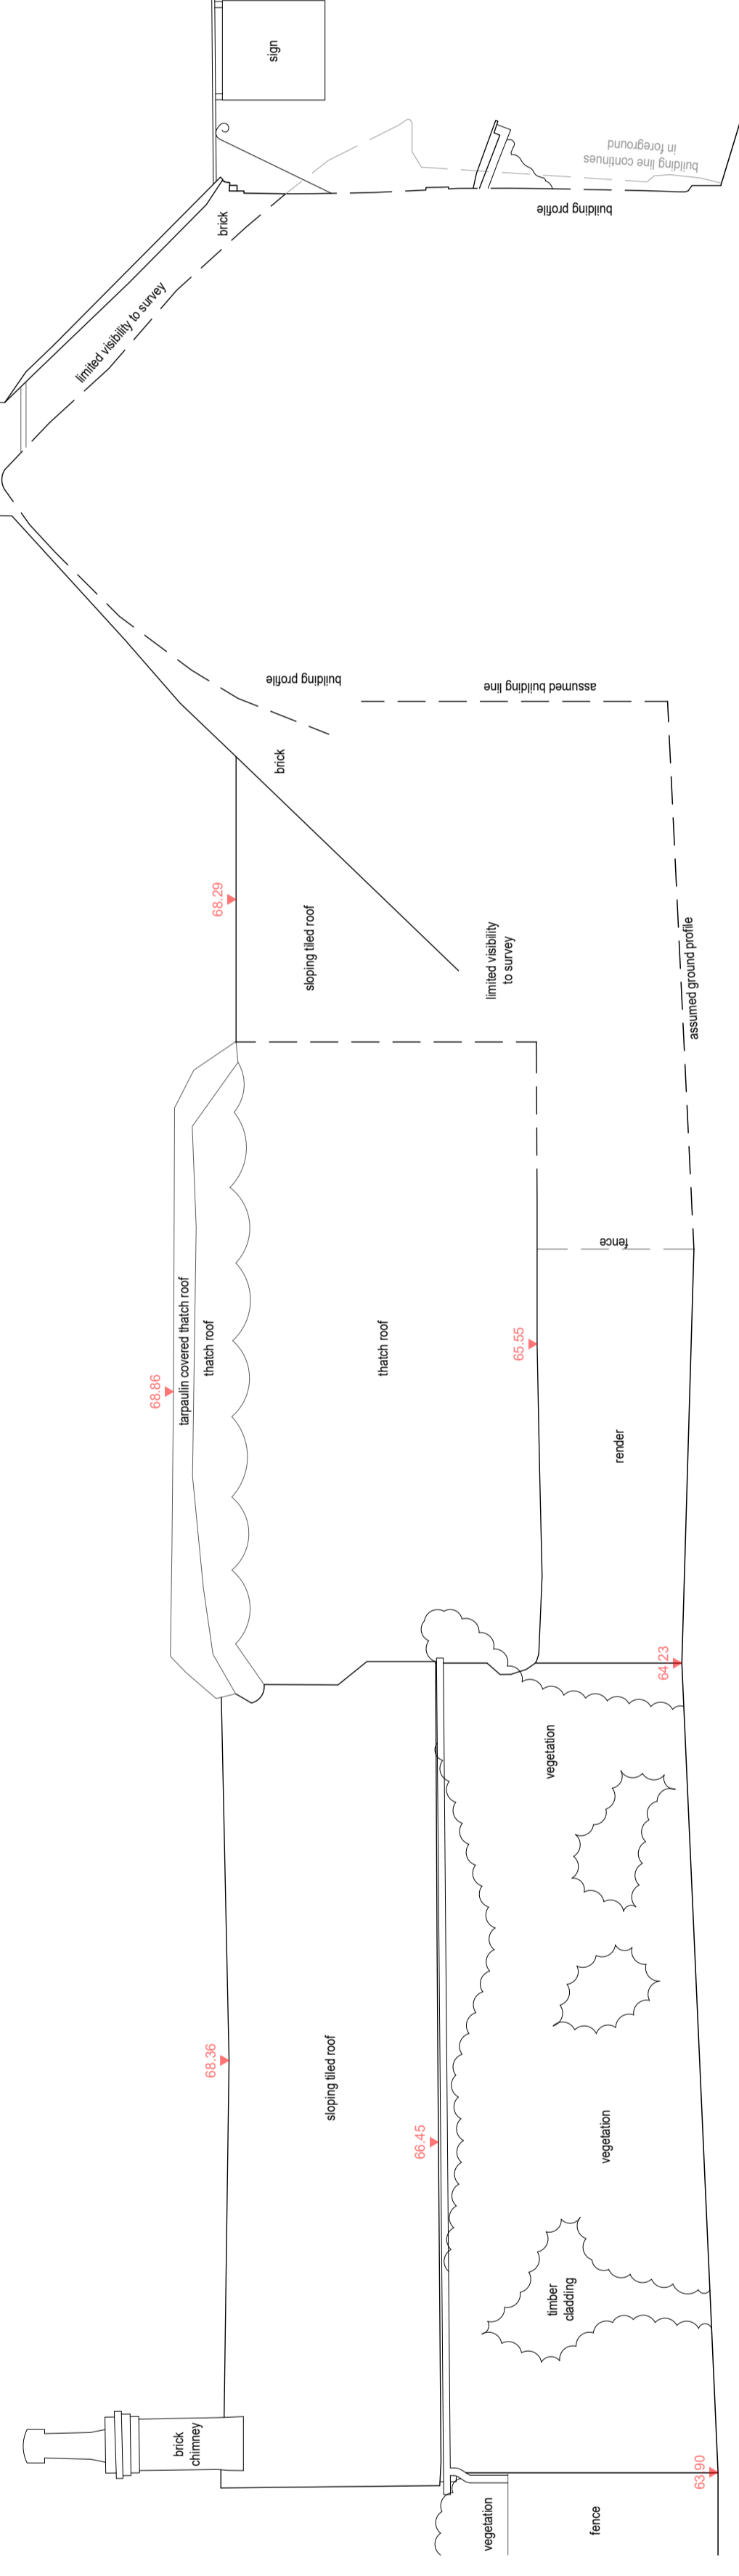 sign
building line continues
in foreground
brick
building profile
limited visibility to survey
building profile
assumed building line
brick
68.29
sloping tiled roof
limited visibility
to survey
assumed ground profile
68.86
tarpaulin covered thatch roof
thatch roof
thatch roof
65.55
fence
render
64.23
vegetation
68.36
sloping tiled roof
66.45
vegetation
timber
cladding
brick
chimney
63.90
vegetation
fence